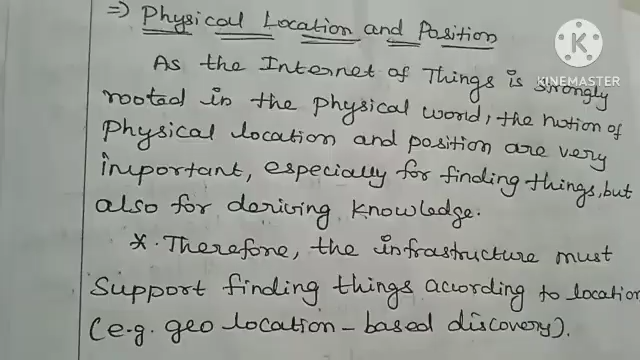 => Physical Location and Position
As the Internet of Things is strongly
rooted in the physical world, the notion of
physical location and position are very
important, especially for finding things, but
also for deriving knowledge.
*. Therefore, the infrastructure must
Support finding things acording to location
(e.g. geo location - based discovery).
KINEMASTER